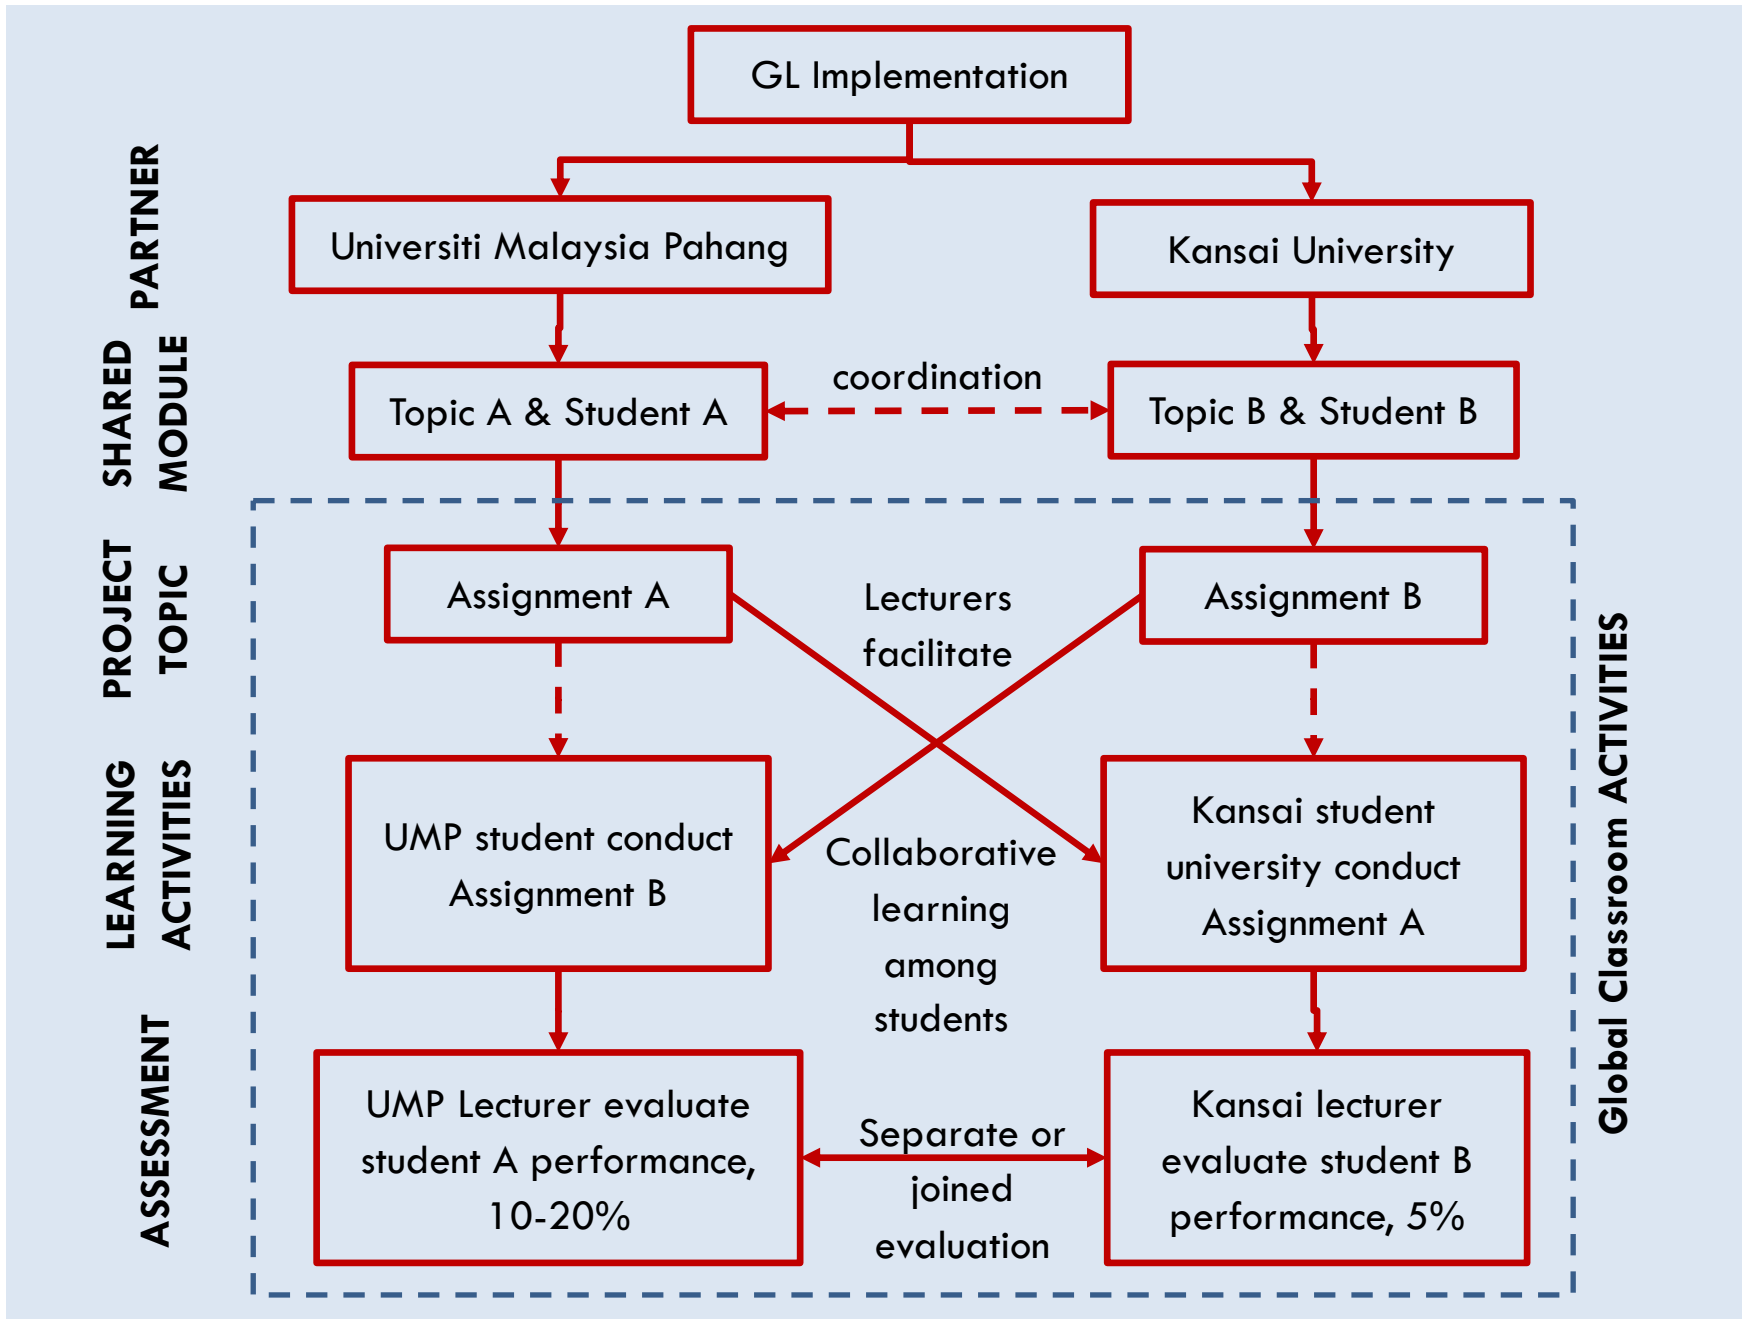 GL Implementation
PARTNER
Universiti Malaysia Pahang
Kansai University
SHARED
MODULE
Topic A & Student A
coordination
Topic B & Student B
PROJECT
TOPIC
Assignment A
Lecturers
facilitate
Assignment B
LEARNING
ACTIVITIES
UMP student conduct
Assignment B
Collaborative
learning
among
students
Kansai student
university conduct
Assignment A
ASSESSMENT
UMP Lecturer evaluate
student A performance,
10-20%
Separate or
joined
evaluation
Kansai lecturer
evaluate student B
performance, 5%
Global Classroom ACTIVITIES